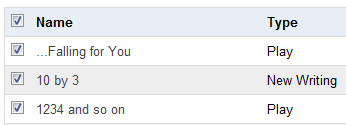 Name Type
...Falling for You Play
10 by 3 New Writing
1234 and so on Play